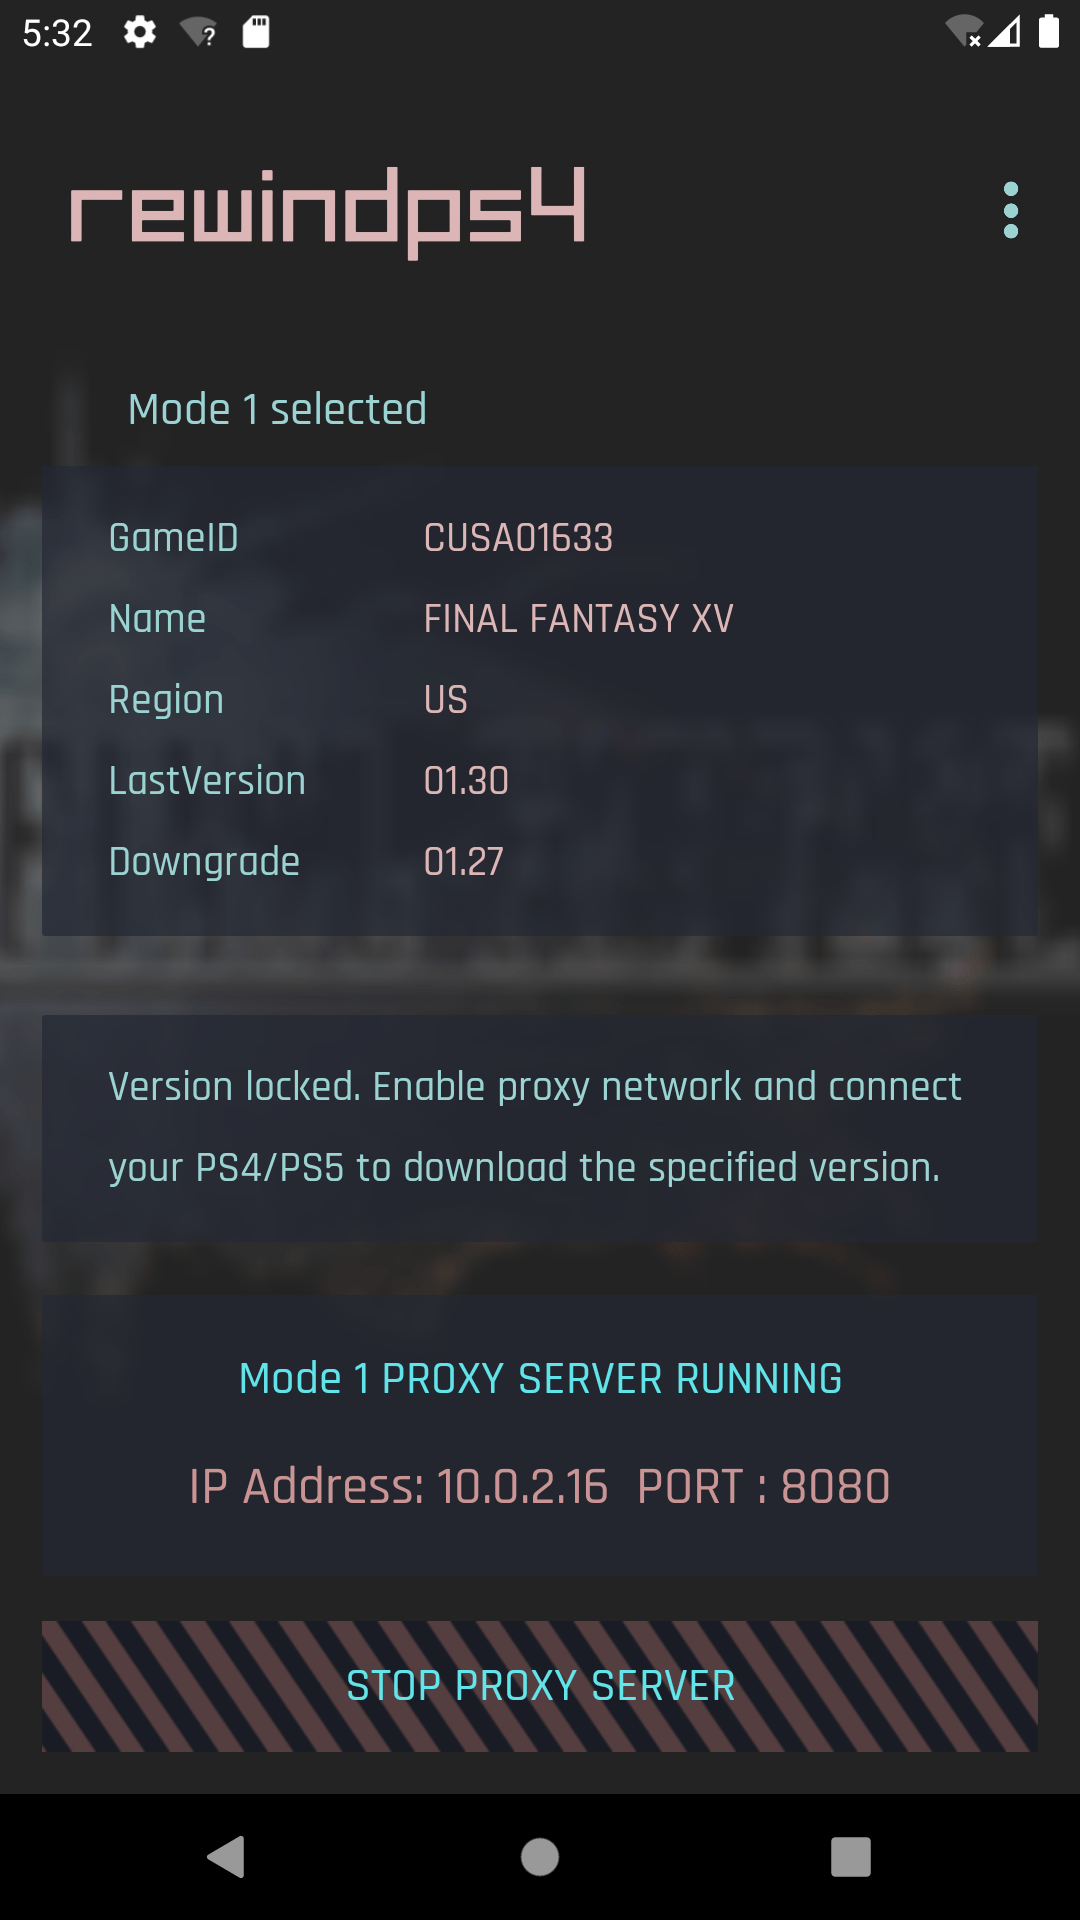 5:32
rewindps4
Mode 1 selected
GameID CUSA01633
Name FINAL FANTASY XV
Region US
LastVersion 01.30
Downgrade 01.27
Version locked. Enable proxy network and connect
your PS4/PS5 to download the specified version.
Mode 1 PROXY SERVER RUNNING
IP Address: 10.0.2.16 PORT : 8080
STOP PROXY SERVER